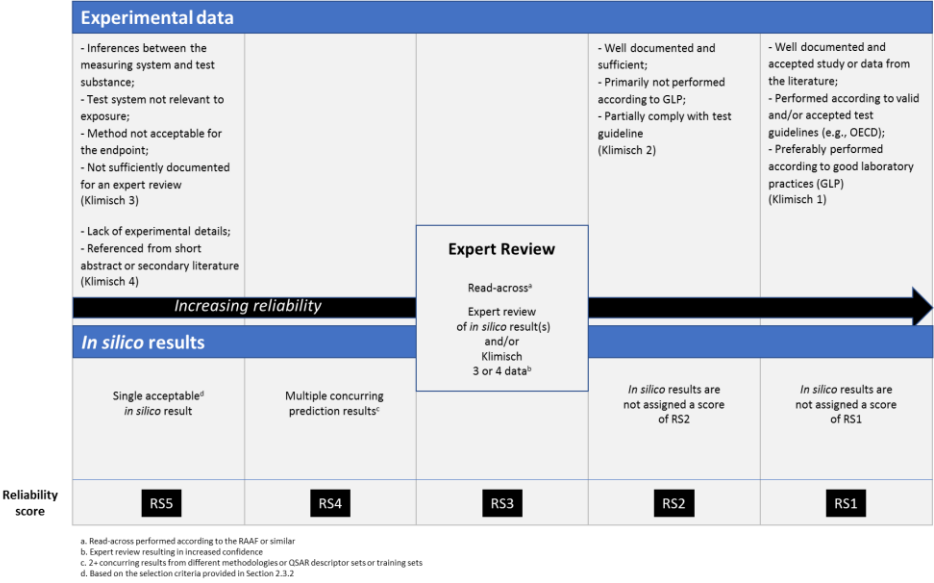 Experimental data
- Inferences between the
measuring system and test
substance;
- Test system not relevant to
exposure;
- Method not acceptable for
the endpoint;
- Not sufficiently documented
for an expert review
(Klimisch 3)
- Lack of experimental details;
- Referenced from short
abstract or secondary literature
(Klimisch 4)
- Well documented and
sufficient;
- Primarily not performed
according to GLP;
- Partially comply with test
guideline
(Klimisch 2)
- Well documented and
accepted study or data from
the literature;
- Performed according to valid
and/or accepted test
guidelines (e.g., OECD);
- Preferably performed
according to good laboratory
practices (GLP)
(Klimisch 1)
Expert Review
Read-acrossᵃ
Expert review
of in silico result(s)
and/or
Klimisch
3 or 4 dataᵇ
Increasing reliability
In silico results
Single acceptableᵈ
in silico result
Multiple concurring
prediction resultsᶜ
In silico results are
not assigned a score
of RS2
In silico results are
not assigned a score
of RS1
Reliability
score
RS5
RS4
RS3
RS2
RS1
a. Read-across performed according to the RAAF or similar
b. Expert review resulting in increased confidence
c. 2+ concurring results from different methodologies or QSAR descriptor sets or training sets
d. Based on the selection criteria provided in Section 2.3.2